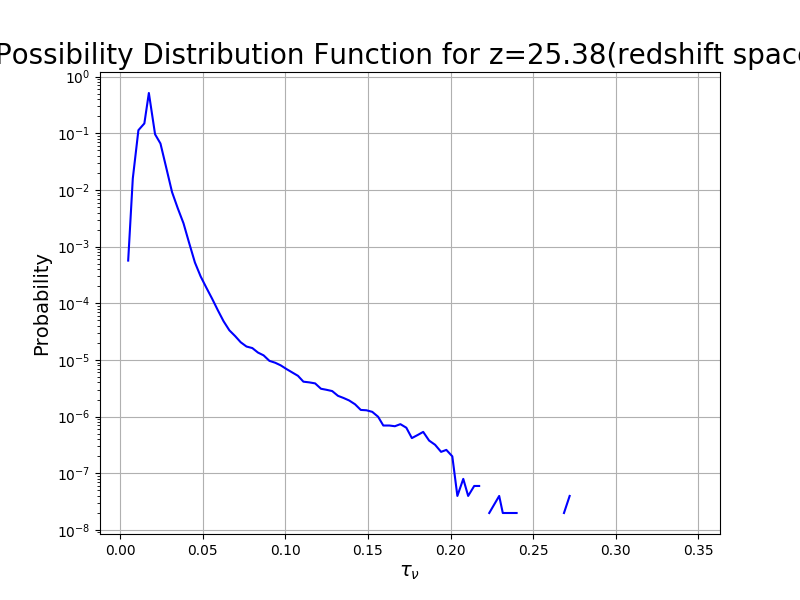 Possibility Distribution Function for z=25.38(redshift space
10⁰
10⁻¹
10⁻²
10⁻³
10⁻⁴
10⁻⁵
10⁻⁶
10⁻⁷
10⁻⁸
Probability
0.00 0.05 0.10 0.15 0.20 0.25 0.30 0.35
τᵥ